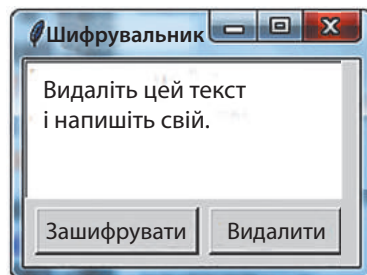 Шифрувальник
Видаліть цей текст
і напишіть свій.
Зашифрувати
Видалити